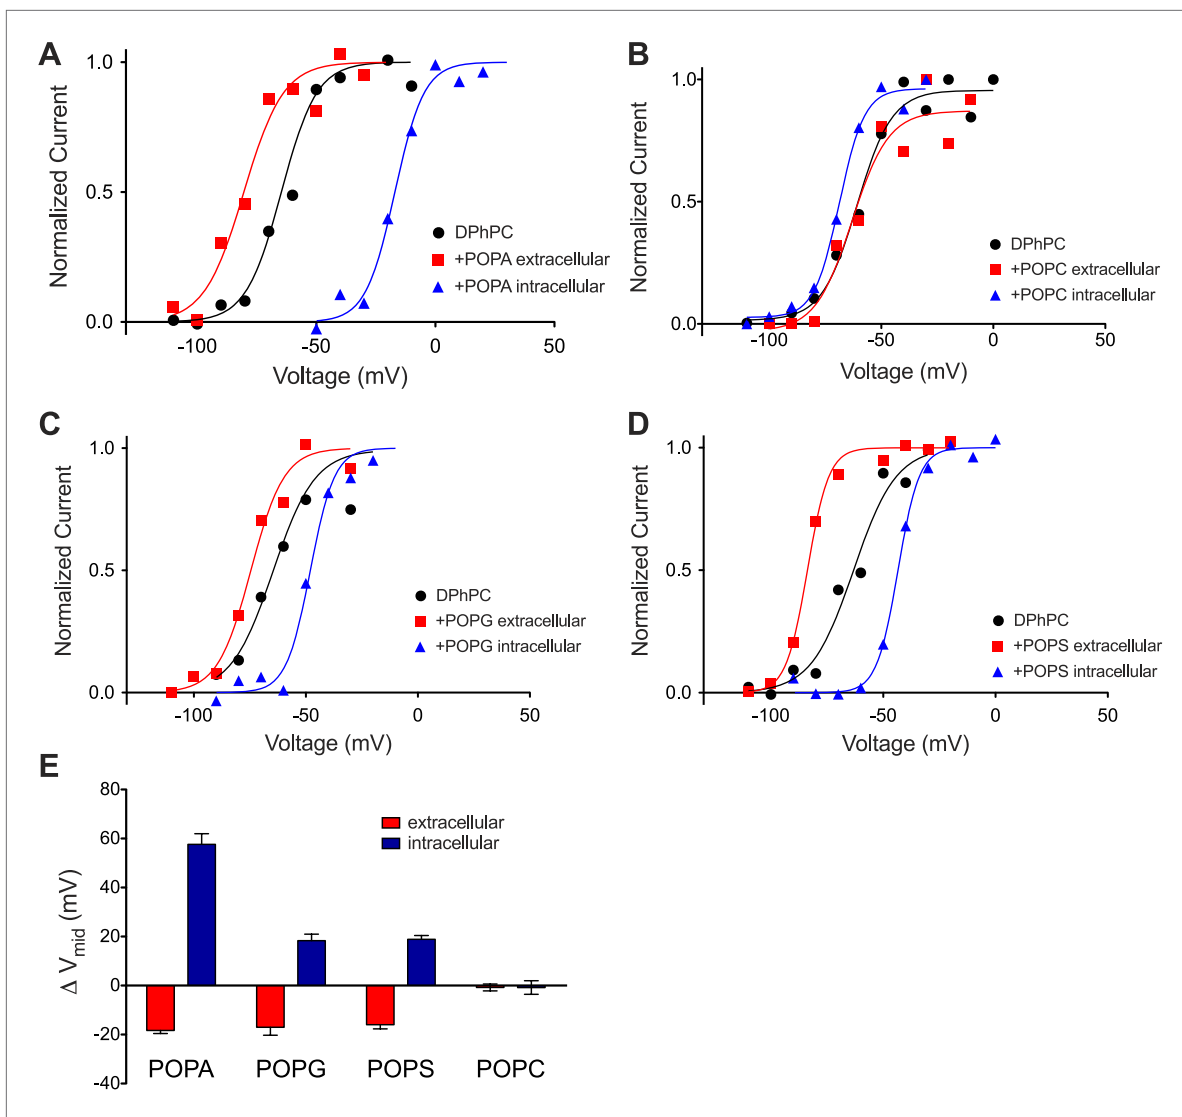 A
Normalized Current
1.0
0.5
0.0
-100
-50
0
50
Voltage (mV)
DPhPC
+POPA extracellular
+POPA intracellular
B
Normalized Current
1.0
0.5
0.0
-100
-50
0
50
Voltage (mV)
DPhPC
+POPC extracellular
+POPC intracellular
C
Normalized Current
1.0
0.5
0.0
-100
-50
0
50
Voltage (mV)
DPhPC
+POPG extracellular
+POPG intracellular
D
Normalized Current
1.0
0.5
0.0
-100
-50
0
50
Voltage (mV)
DPhPC
+POPS extracellular
+POPS intracellular
E
Δ Vmid (mV)
80
60
40
20
0
-20
-40
extracellular
intracellular
POPA POPG POPS POPC